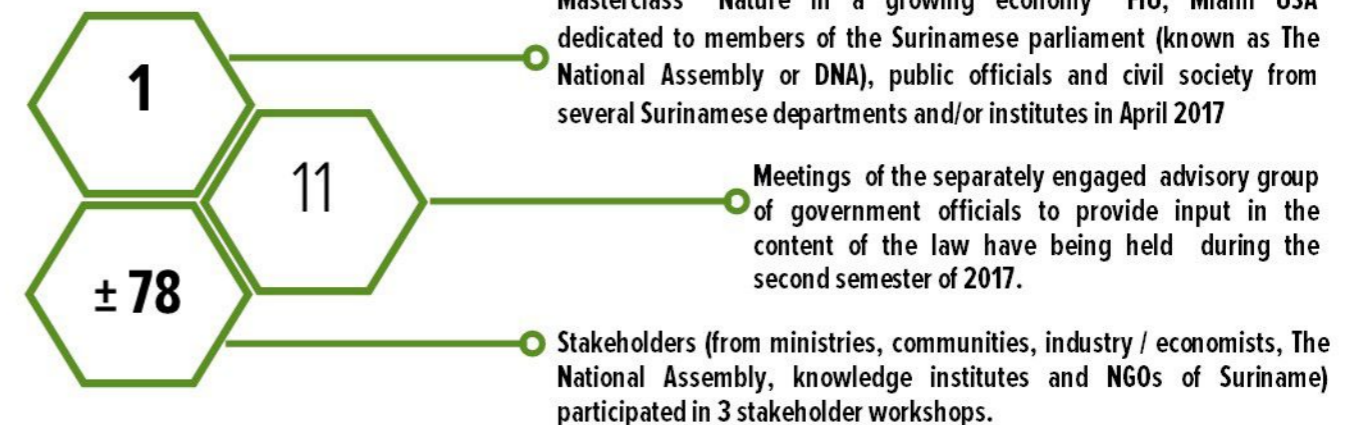 1
Masterclass "Nature in a growing economy" FIU, Miami USA
dedicated to members of the Surinamese parliament (known as The
National Assembly or DNA), public officials and civil society from
several Surinamese departments and/or institutes in April 2017
11
Meetings of the separately engaged advisory group
of government officials to provide input in the
content of the law have being held during the
second semester of 2017.
± 78
Stakeholders (from ministries, communities, industry / economists, The
National Assembly, knowledge institutes and NGOs of Suriname)
participated in 3 stakeholder workshops.